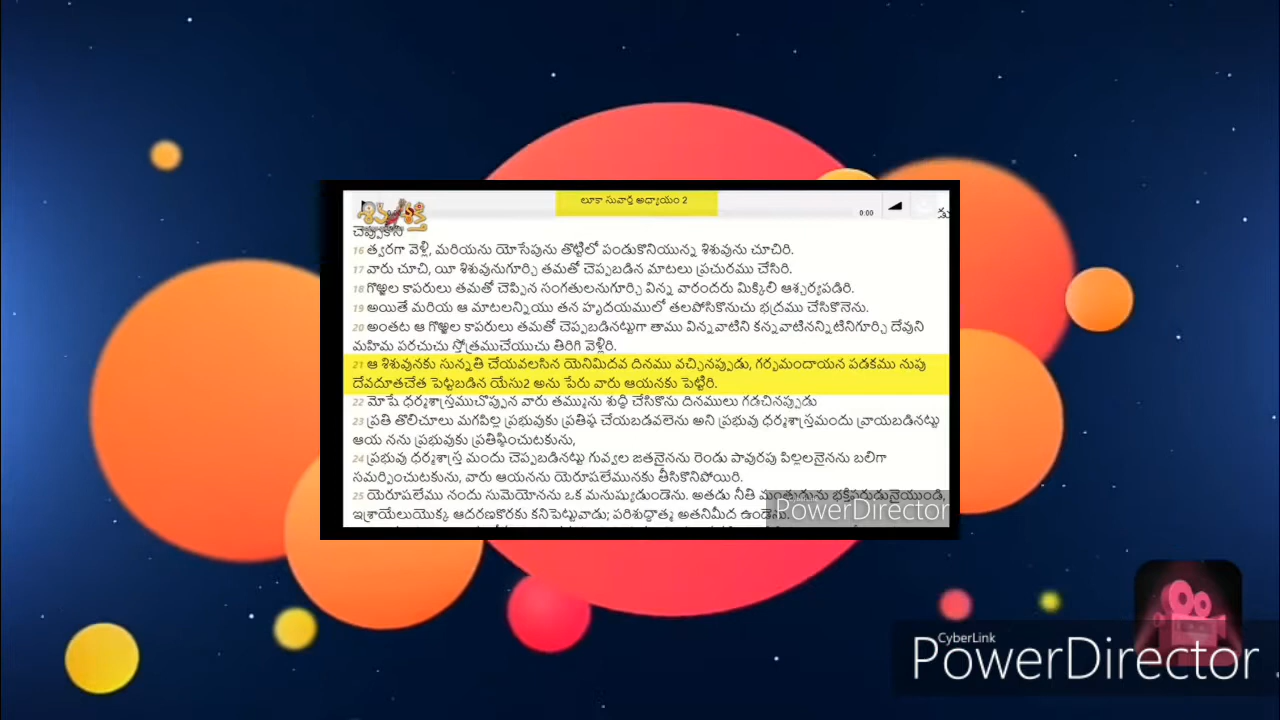 లూకా సువార్త అధ్యాయం 2
0:00
చెప్పుకొని
16 త్వరగా వెళ్లి, మరియను యోసేపును తొట్టిలో పండుకొనియున్న శిశువును చూచిరి.
17 వారు చూచి, యీ శిశువునుగూర్చి తమతో చెప్పబడిన మాటలు ప్రచురము చేసిరి.
18 గొఱ్ఱల కాపరులు తమతో చెప్పిన సంగతులనుగూర్చి విన్న వారందరు మిక్కిలి ఆశ్చర్యపడిరి.
19 అయితే మరియ ఆ మాటలన్నియు తన హృదయములో తలపోసికొనుచు భద్రము చేసికొనెను.
20 అంతట ఆ గొఱ్ఱల కాపరులు తమతో చెప్పబడినట్టుగా తాము విన్నవాటిని కన్నవాటినన్నిటినిగూర్చి దేవుని
మహిమ పరచుచు స్తోత్రముచేయుచు తిరిగి వెళ్లిరి.
21 ఆ శిశువునకు సున్నతి చేయవలసిన యెనిమిదవ దినము వచ్చినప్పుడు, గర్భమందాయన పడకము నుపు
దేవదూతచేత పెట్టబడిన యేసు2 అను పేరు వారు ఆయనకు పెట్టిరి.
22 మోషే ధర్మశాస్త్రముచొప్పున వారు తమ్మును శుద్ధి చేసికొను దినములు గడచినప్పుడు
23 ప్రతి తొలిచూలు మగపిల్ల ప్రభువుకు ప్రతిష్ఠ చేయబడవలెను అని ప్రభువు ధర్మశాస్త్రమందు వ్రాయబడినట్టు
ఆయ నను ప్రభువుకు ప్రతిష్ఠించుటకును,
24 ప్రభువు ధర్మశాస్త్ర మందు చెప్పబడినట్టు గువ్వల జతనైనను రెండు పావురపు పిల్లలనైనను బలిగా
సమర్పించుటకును, వారు ఆయనను యెరూషలేమునకు తీసికొనిపోయిరి.
25 యెరూషలేము నందు సుమెయోనను ఒక మనుష్యుడుండెను. అతడు నీతి మంతుడును భక్తిపరుడునైయుండి,
ఇశ్రాయేలుయొక్క ఆదరణకొరకు కనిపెట్టువాడు; పరిశుద్ధాత్మ అతనిమీద ఉండెను.
PowerDirector
CyberLink
PowerDirector